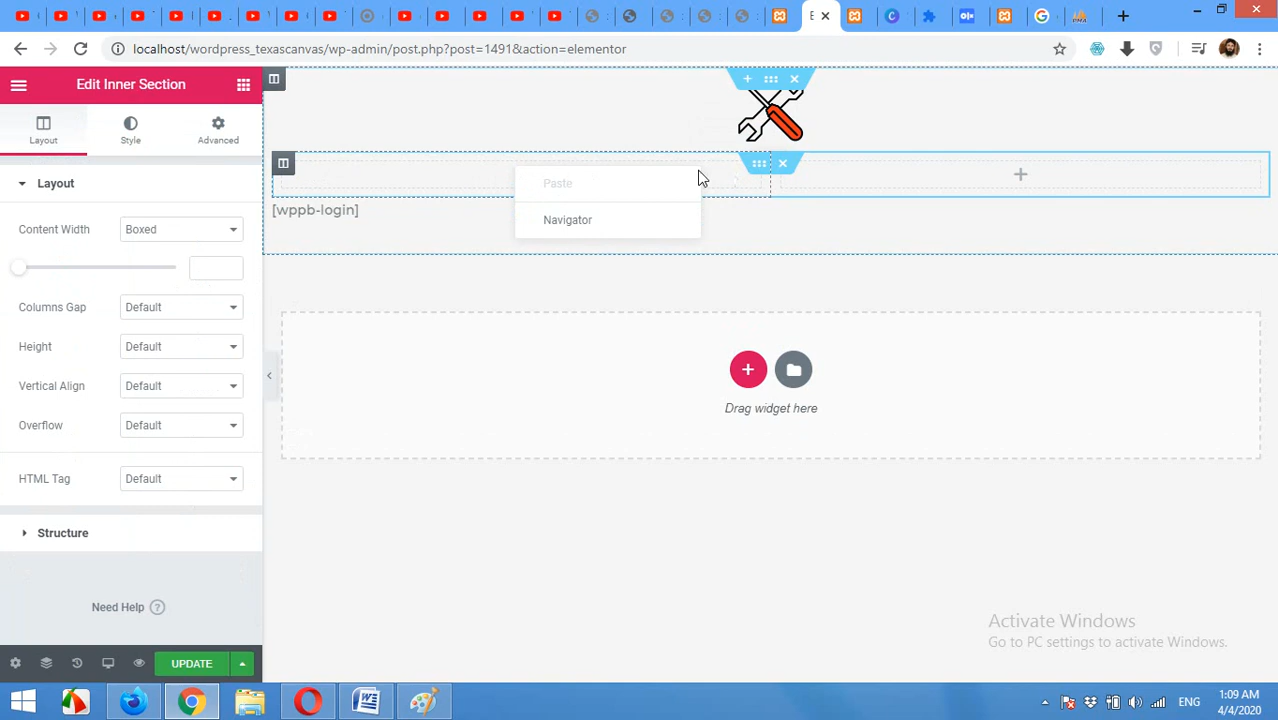 localhost/wordpress_texascanvas/wp-admin/post.php?post=1491&action=elementor
Edit Inner Section
Layout
Style
Advanced
Layout
Content Width
Boxed
Columns Gap
Default
Height
Default
Vertical Align
Default
Overflow
Default
HTML Tag
Default
Structure
Need Help ?
UPDATE
Paste
Navigator
[wppb-login]
Drag widget here
Activate Windows
Go to PC settings to activate Windows.
ENG
1:09 AM
4/4/2020